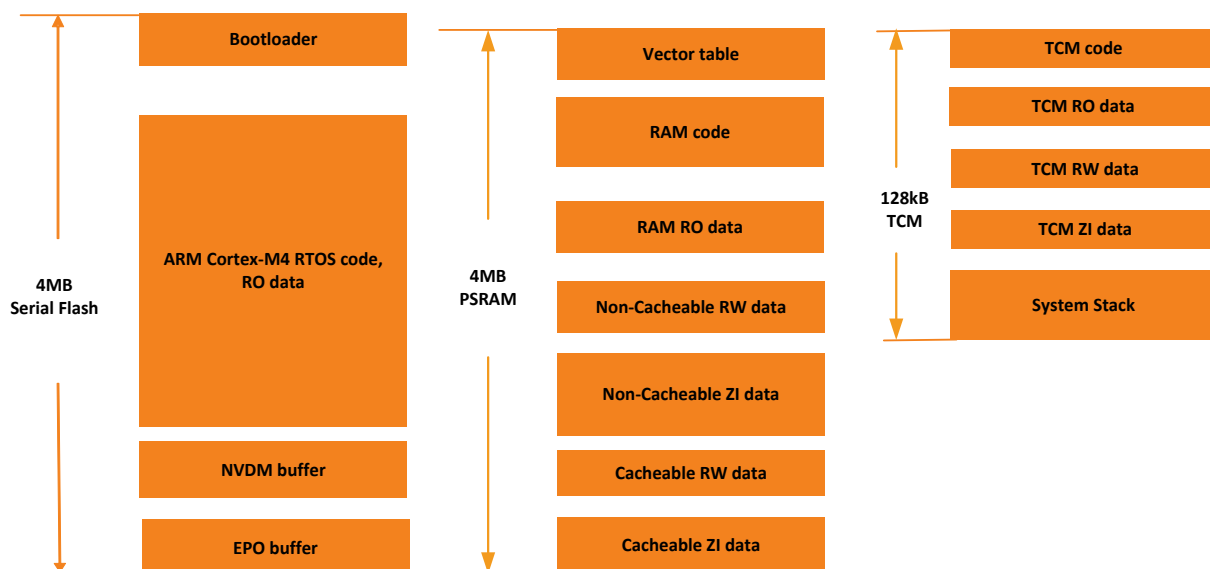 Bootloader
ARM Cortex-M4 RTOS code,
RO data
NVDM buffer
EPO buffer
4MB
Serial Flash
Vector table
RAM code
RAM RO data
Non-Cacheable RW data
Non-Cacheable ZI data
Cacheable RW data
Cacheable ZI data
4MB
PSRAM
TCM code
TCM RO data
TCM RW data
TCM ZI data
System Stack
128kB
TCM